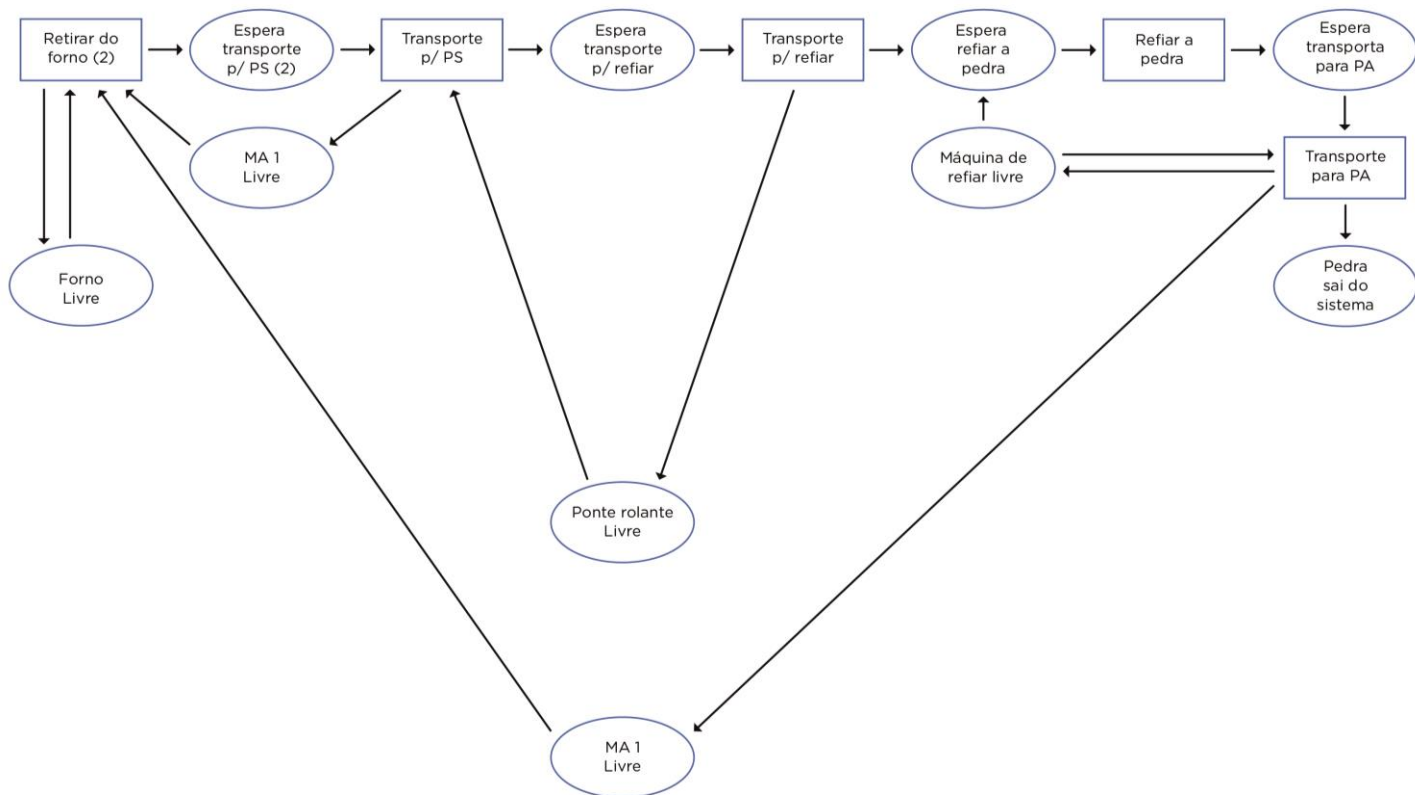 Retirar do
forno (2)
Espera
transporte
p/ PS (2)
Transporte
p/ PS
Espera
transporte
p/ refiar
Transporte
p/ refiar
Espera
refiar a
pedra
Refiar a
pedra
Espera
transporta
para PA
MA 1
Livre
Máquina de
refiar livre
Transporte
para PA
Forno
Livre
Pedra
sai do
sistema
Ponte rolante
Livre
MA 1
Livre